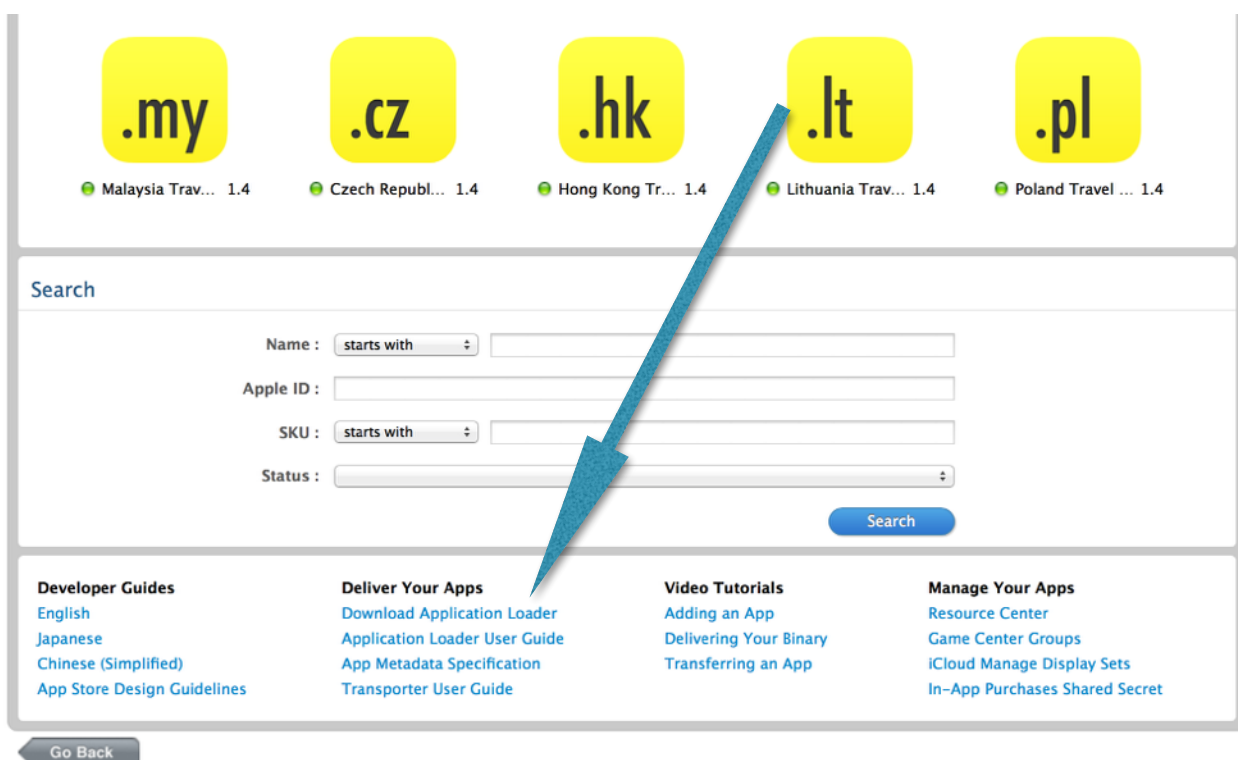 .my .cz .hk .lt .pl
Malaysia Trav... 1.4 Czech Republ... 1.4 Hong Kong Tr... 1.4 Lithuania Trav... 1.4 Poland Travel ... 1.4
Search
Name : starts with
Apple ID :
SKU : starts with
Status :
Search
Developer Guides Deliver Your Apps Video Tutorials Manage Your Apps
English Download Application Loader Adding an App Resource Center
Japanese Application Loader User Guide Delivering Your Binary Game Center Groups
Chinese (Simplified) App Metadata Specification Transferring an App iCloud Manage Display Sets
App Store Design Guidelines Transporter User Guide In-App Purchases Shared Secret
Go Back